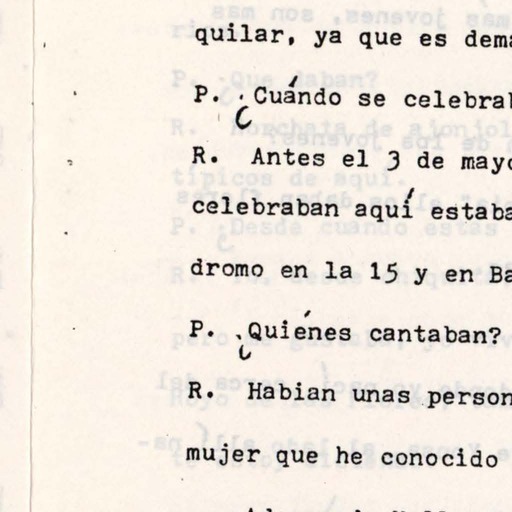 quilar, ya que es dema
P. ¿Cuándo se celebrab
R. Antes el 3 de mayo
celebraban aquí estaba
dromo en la 15 y en Ba
P. ¿Quiénes cantaban?
R. Habian unas person
mujer que he conocido